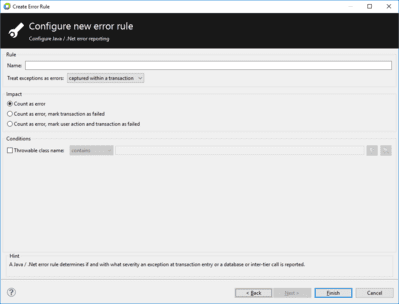 Create Error Rule
Configure new error rule
Configure Java / .Net error reporting
Rule
Name:
Treat exceptions as errors: captured within a transaction
Impact
Count as error
Count as error, mark transaction as failed
Count as error, mark user action and transaction as failed
Conditions
Throwable class name: contains
Hint
A Java / .Net error rule determines if and with what severity an exception at transaction entry or a database or inter-tier call is reported.
< Back
Next >
Finish
Cancel